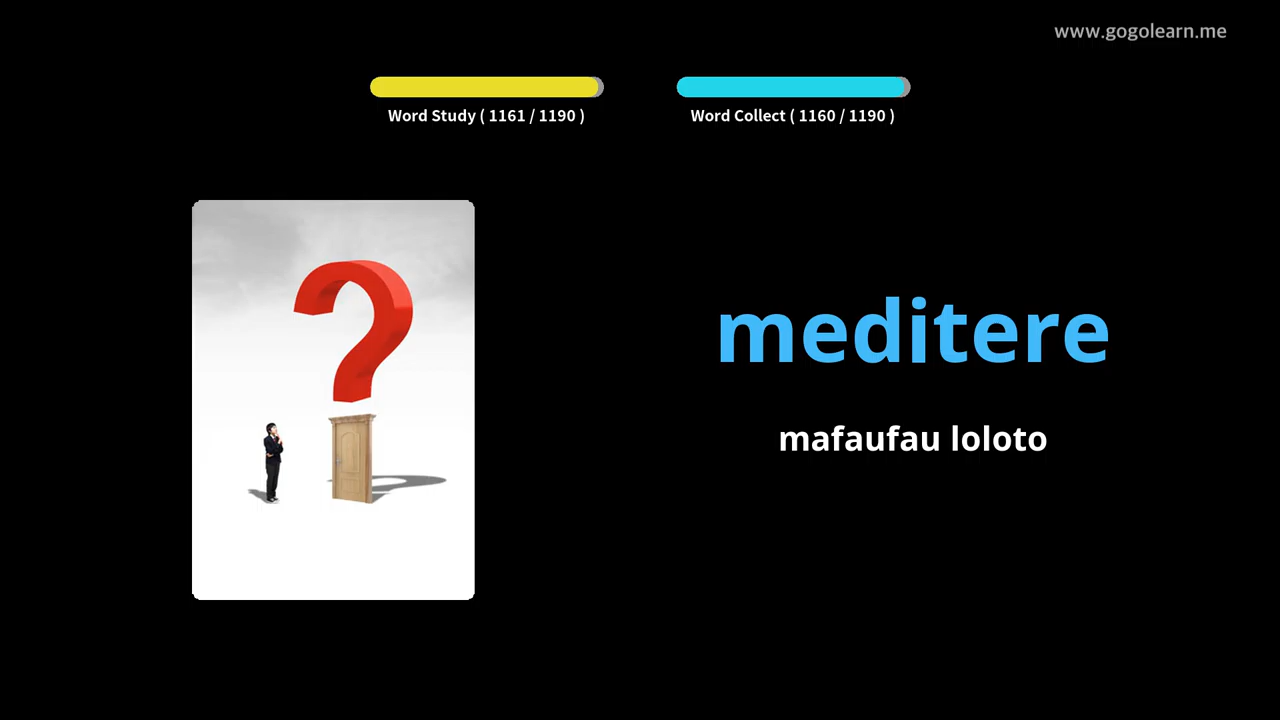 www.gogolearn.me
Word Study ( 1161 / 1190 )
Word Collect ( 1160 / 1190 )
meditere
mafaufau loloto